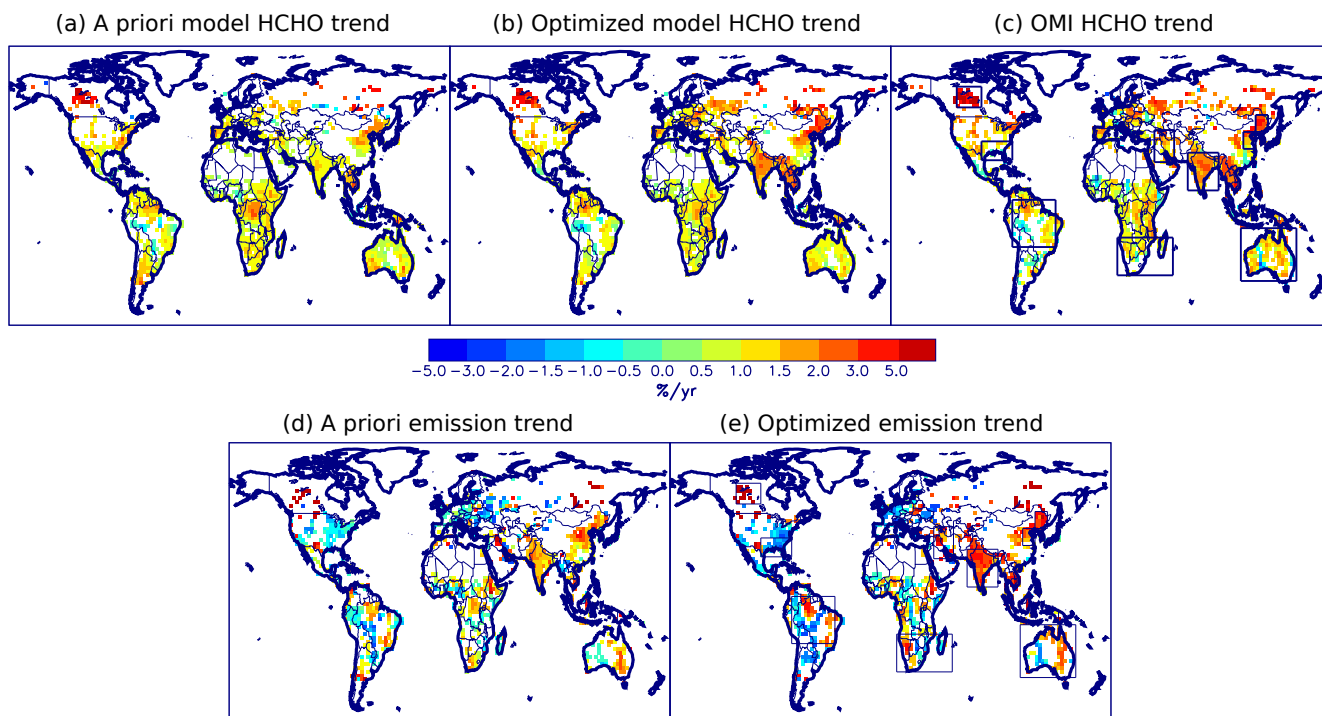 (a) A priori model HCHO trend
(b) Optimized model HCHO trend
(c) OMI HCHO trend
−5.0 −3.0 −2.0 −1.5 −1.0 −0.5 0.0 0.5 1.0 1.5 2.0 3.0 5.0
%/yr
(d) A priori emission trend
(e) Optimized emission trend